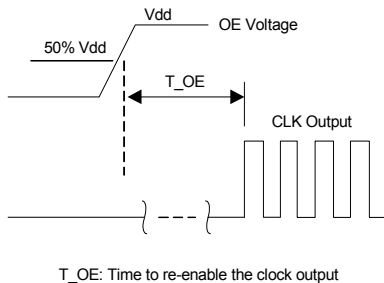 Vdd
OE Voltage
50% Vdd
T_OE
CLK Output
T_OE: Time to re-enable the clock output